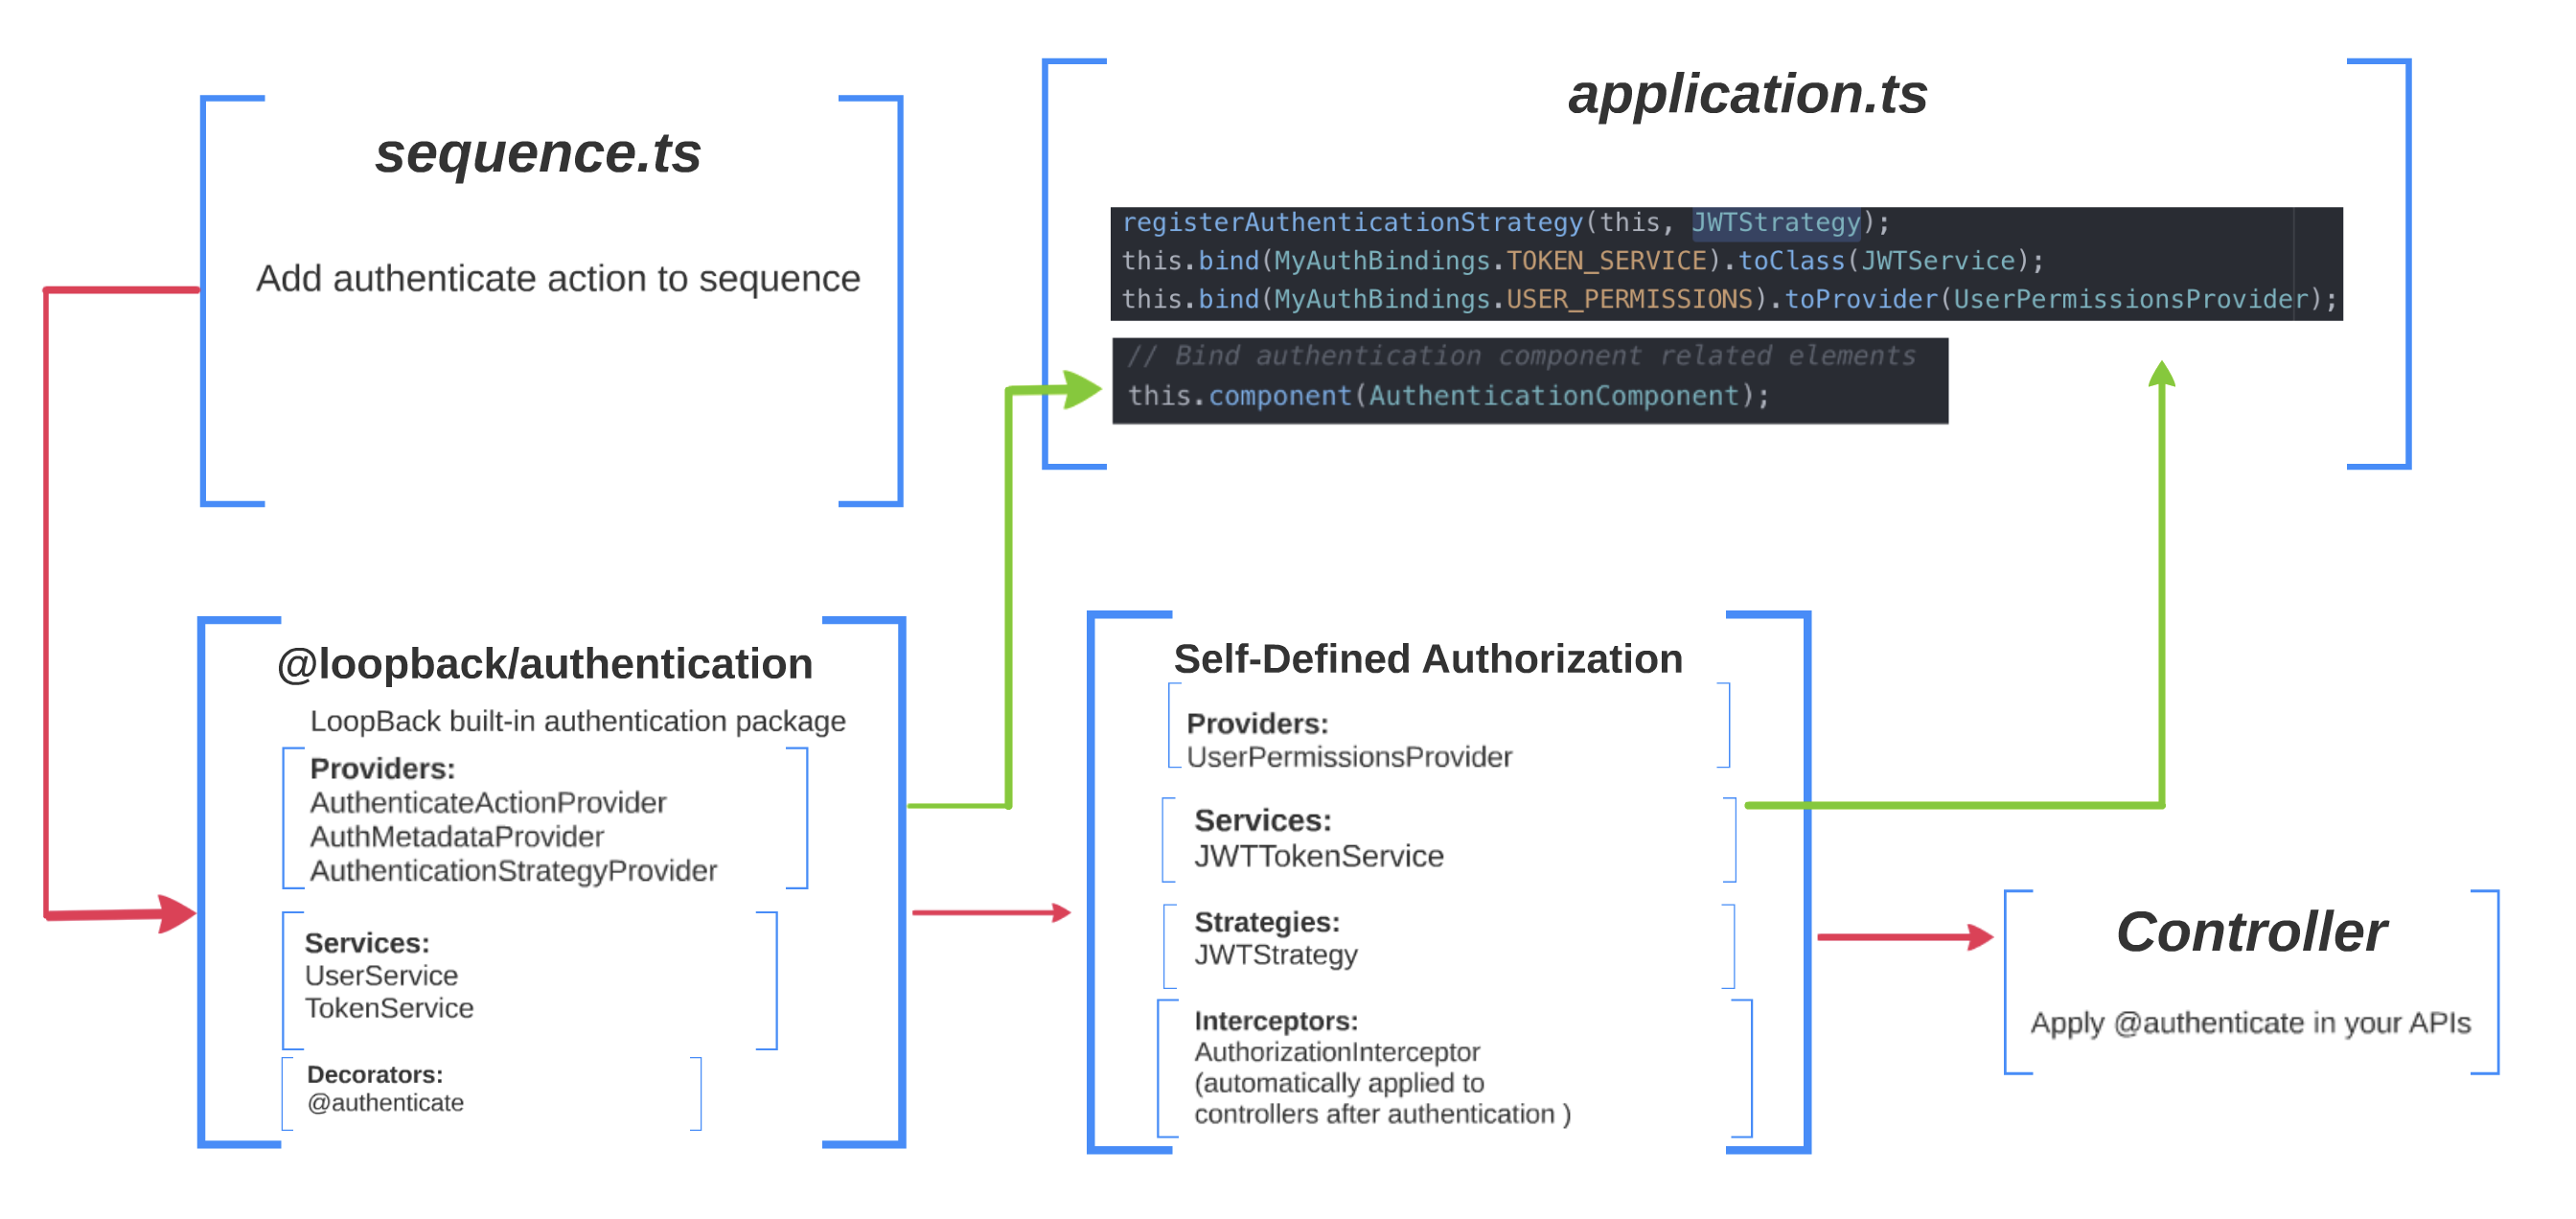 sequence.ts
Add authenticate action to sequence
application.ts
registerAuthenticationStrategy(this, JWTStrategy);
this.bind(MyAuthBindings.TOKEN_SERVICE).toClass(JWTService);
this.bind(MyAuthBindings.USER_PERMISSIONS).toProvider(UserPermissionsProvider);
// Bind authentication component related elements
this.component(AuthenticationComponent);
@loopback/authentication
LoopBack built-in authentication package
Providers:
AuthenticateActionProvider
AuthMetadataProvider
AuthenticationStrategyProvider
Services:
UserService
TokenService
Decorators:
@authenticate
Self-Defined Authorization
Providers:
UserPermissionsProvider
Services:
JWTTokenService
Strategies:
JWTStrategy
Interceptors:
AuthorizationInterceptor
(automatically applied to
controllers after authentication )
Controller
Apply @authenticate in your APIs